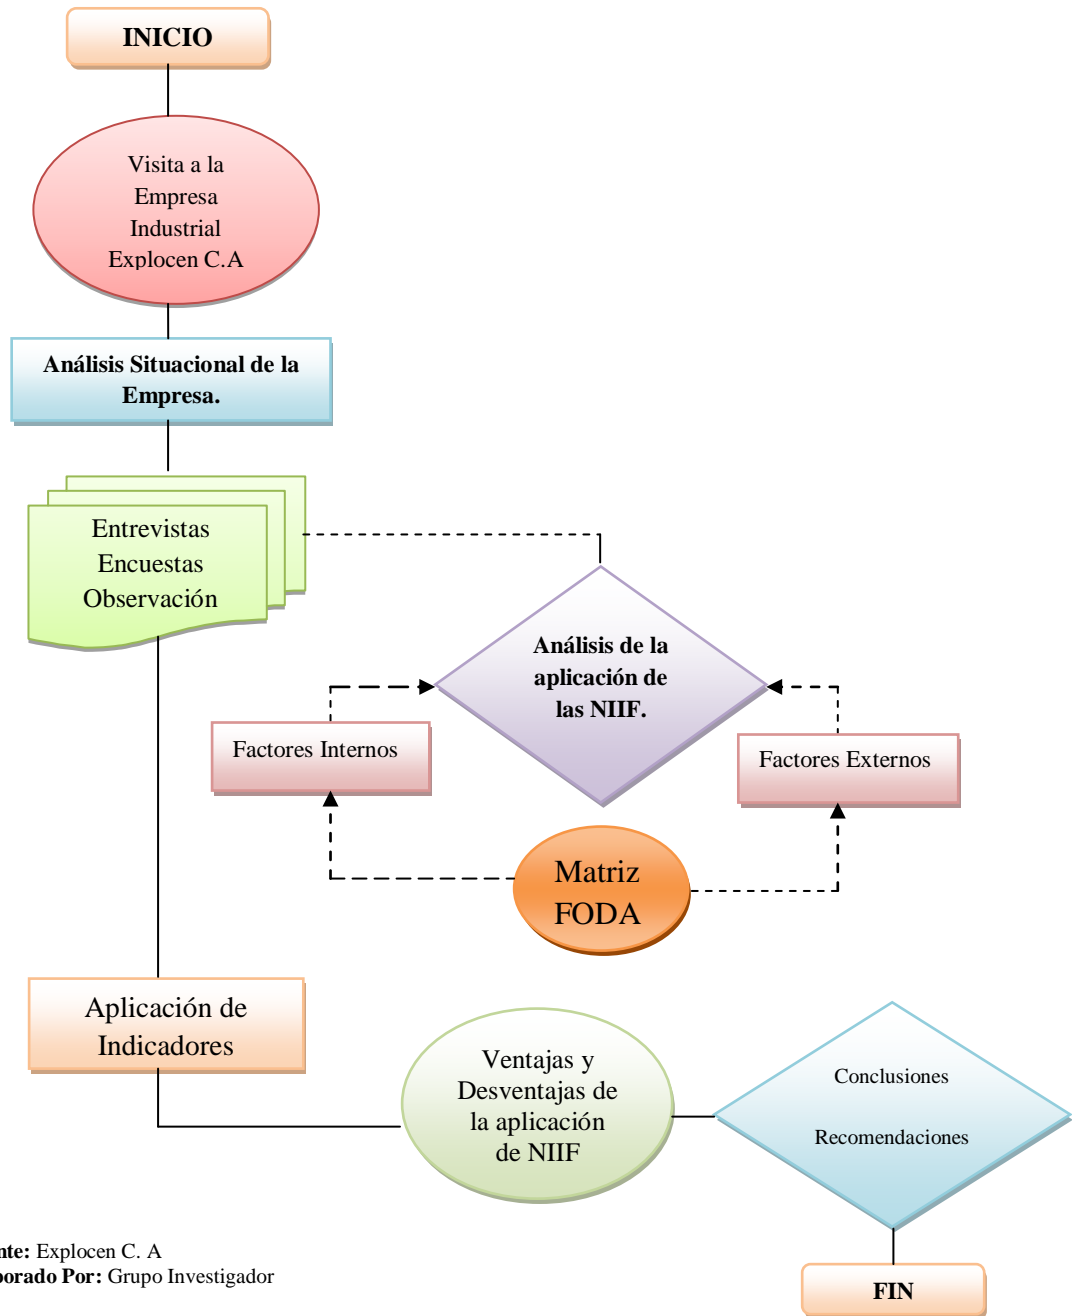 INICIO
Visita a la
Empresa
Industrial
Explocen C.A
Análisis Situacional de la
Empresa.
Entrevistas
Encuestas
Observación
Análisis de la
aplicación de
las NIIF.
Factores Internos
Factores Externos
Matriz
FODA
Aplicación de
Indicadores
Ventajas y
Desventajas de
la aplicación
de NIIF
Conclusiones
Recomendaciones
nte: Explocen C. A
borado Por: Grupo Investigador
FIN